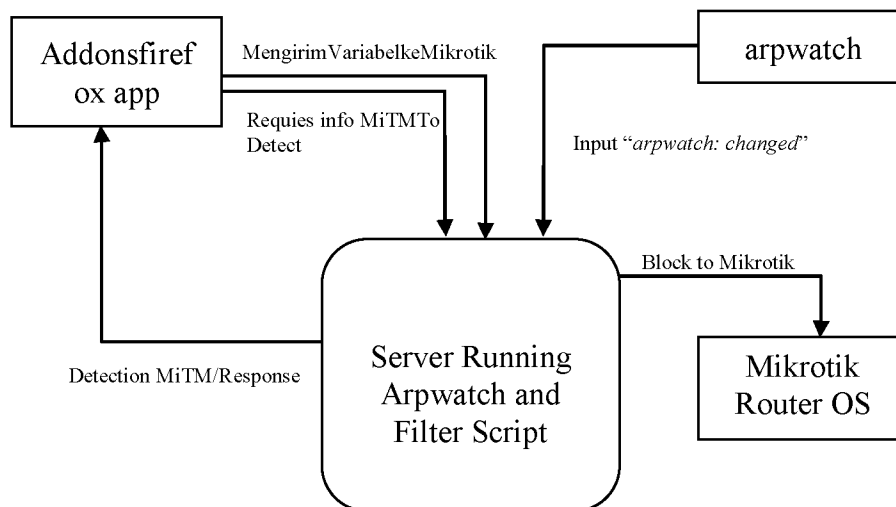 Addonsfiref
ox app
MengirimVariabelkeMikrotik
Requies info MiTMTo
Detect
arpwatch
Input “arpwatch: changed”
Block to Mikrotik
Detection MiTM/Response
Server Running
Arpwatch and
Filter Script
Mikrotik
Router OS